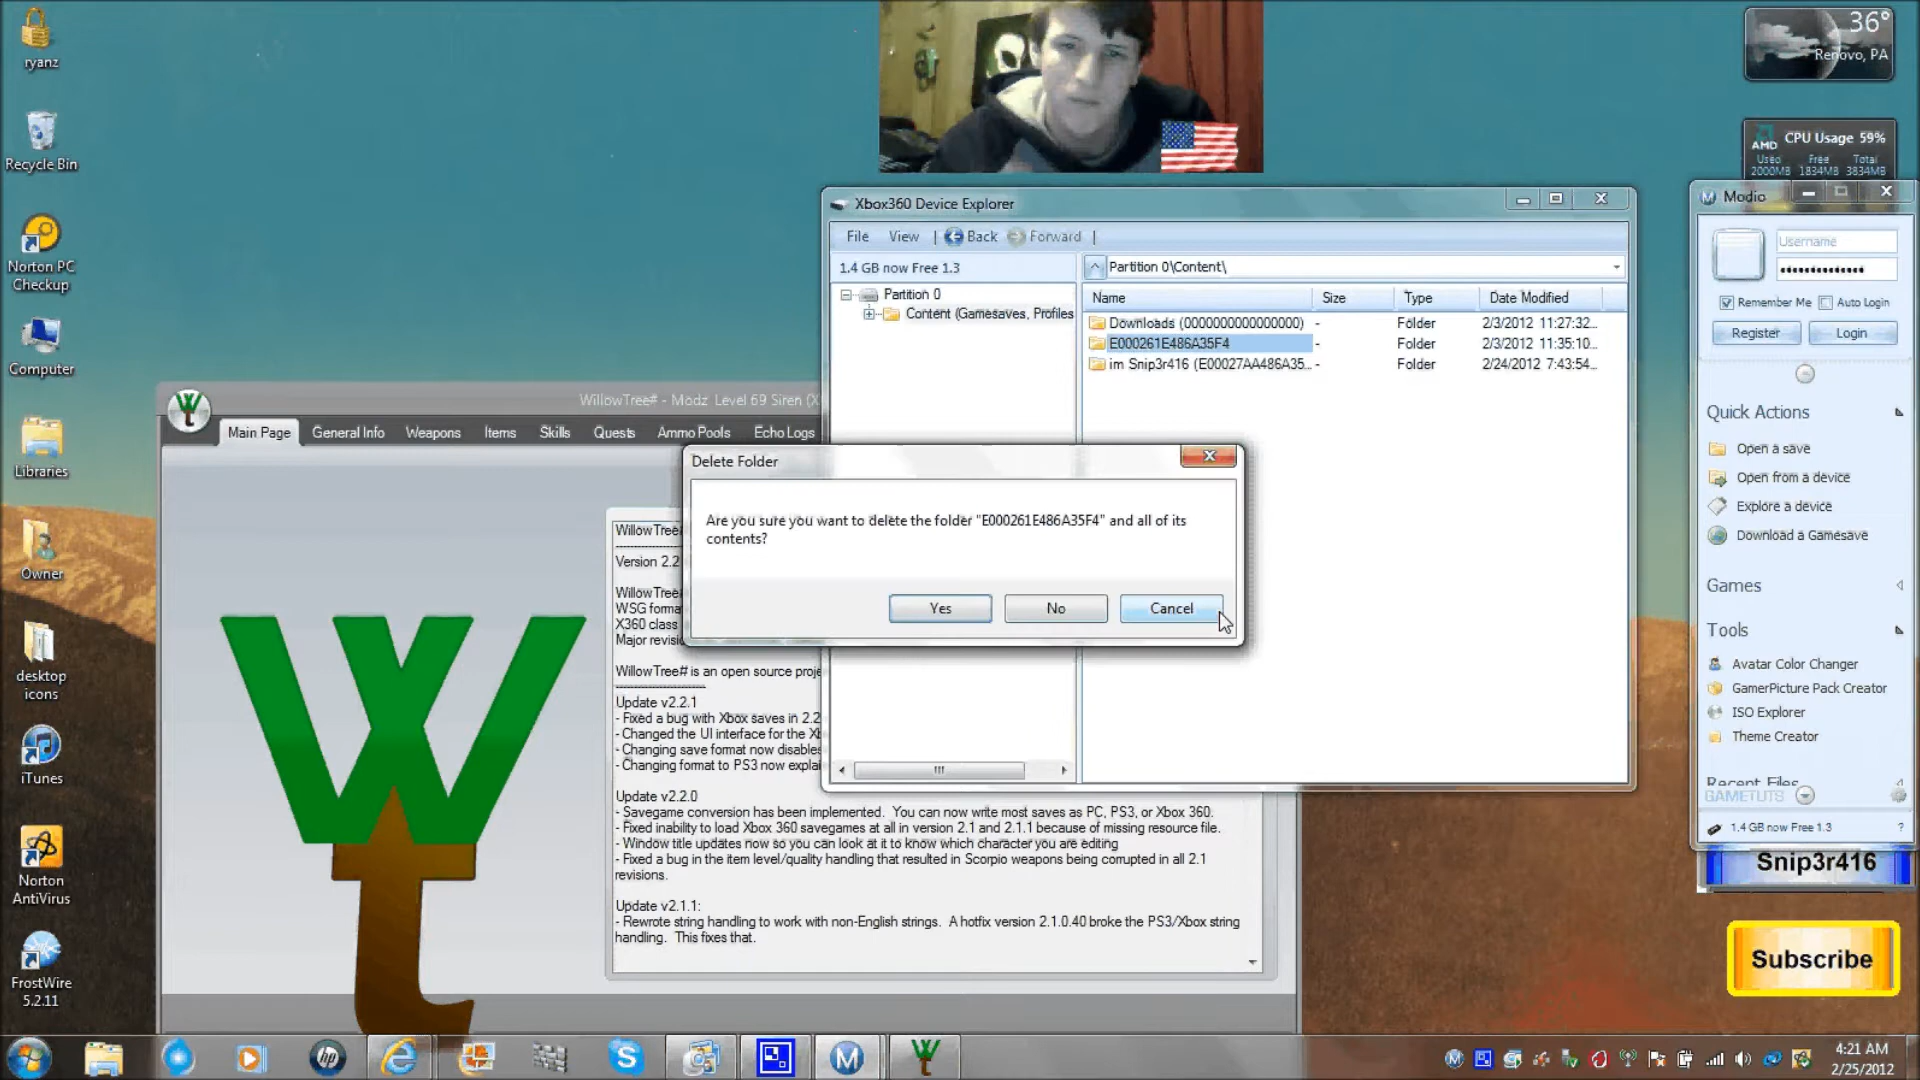 ryanz
Recycle Bin
Norton PC
Checkup
Computer
Libraries
Owner
desktop
icons
iTunes
Norton
AntiVirus
FrostWire
5.2.11
36°
Renovo, PA
AMD
CPU Usage 59%
Used Free Total
2000MB 1834MB 3834MB
Xbox360 Device Explorer
File View | Back Forward |
1.4 GB now Free 1.3
Partition 0\Content\
Partition 0
Content (Gamesaves, Profiles
Name Size Type Date Modified
Downloads (0000000000000000) - Folder 2/3/2012 11:27:32...
E000261E486A35F4 - Folder 2/3/2012 11:35:10...
im Snip3r416 (E00027AA486A35... - Folder 2/24/2012 7:43:54...
Modio
Username
Remember Me Auto Login
Register Login
Quick Actions
Open a save
Open from a device
Explore a device
Download a Gamesave
Games
Tools
Avatar Color Changer
GamerPicture Pack Creator
ISO Explorer
Theme Creator
Recent Files
GAMETUTS
1.4 GB now Free 1.3 ?
Snip3r416
Subscribe
WillowTree# - Modz Level 69 Siren (X
Main Page General Info Weapons Items Skills Quests Ammo Pools Echo Logs
Delete Folder
Are you sure you want to delete the folder "E000261E486A35F4" and all of its
contents?
Yes No Cancel
WillowTree
Version 2.2
WillowTree
WSG forma
X360 class
Major revisi
WillowTree# is an open source proje
Update v2.2.1
- Fixed a bug with Xbox saves in 2.2
- Changed the UI interface for the Xb
- Changing save format now disables
- Changing format to PS3 now explai
Update v2.2.0
- Savegame conversion has been implemented.  You can now write most saves as PC, PS3, or Xbox 360.
- Fixed inability to load Xbox 360 savegames at all in version 2.1 and 2.1.1 because of missing resource file.
- Window title updates now so you can look at it to know which character you are editing
- Fixed a bug in the item level/quality handling that resulted in Scorpio weapons being corrupted in all 2.1
revisions.
Update v2.1.1:
- Rewrote string handling to work with non-English strings.  A hotfix version 2.1.0.40 broke the PS3/Xbox string
handling.  This fixes that.
4:21 AM
2/25/2012